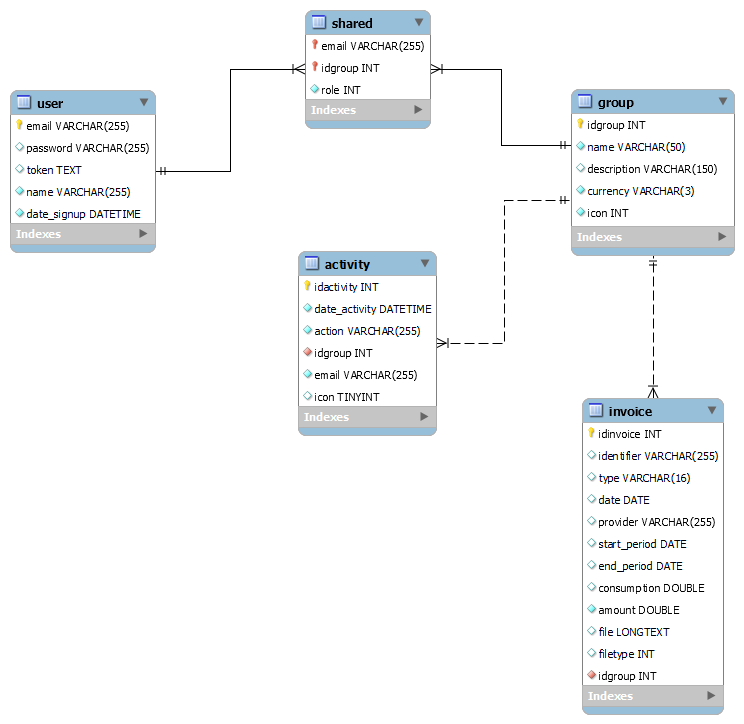 shared
email VARCHAR(255)
idgroup INT
role INT
Indexes
user
email VARCHAR(255)
password VARCHAR(255)
token TEXT
name VARCHAR(255)
date_signup DATETIME
Indexes
group
idgroup INT
name VARCHAR(50)
description VARCHAR(150)
currency VARCHAR(3)
icon INT
Indexes
activity
idactivity INT
date_activity DATETIME
action VARCHAR(255)
idgroup INT
email VARCHAR(255)
icon TINYINT
Indexes
invoice
idinvoice INT
identifier VARCHAR(255)
type VARCHAR(16)
date DATE
provider VARCHAR(255)
start_period DATE
end_period DATE
consumption DOUBLE
amount DOUBLE
file LONGTEXT
filetype INT
idgroup INT
Indexes